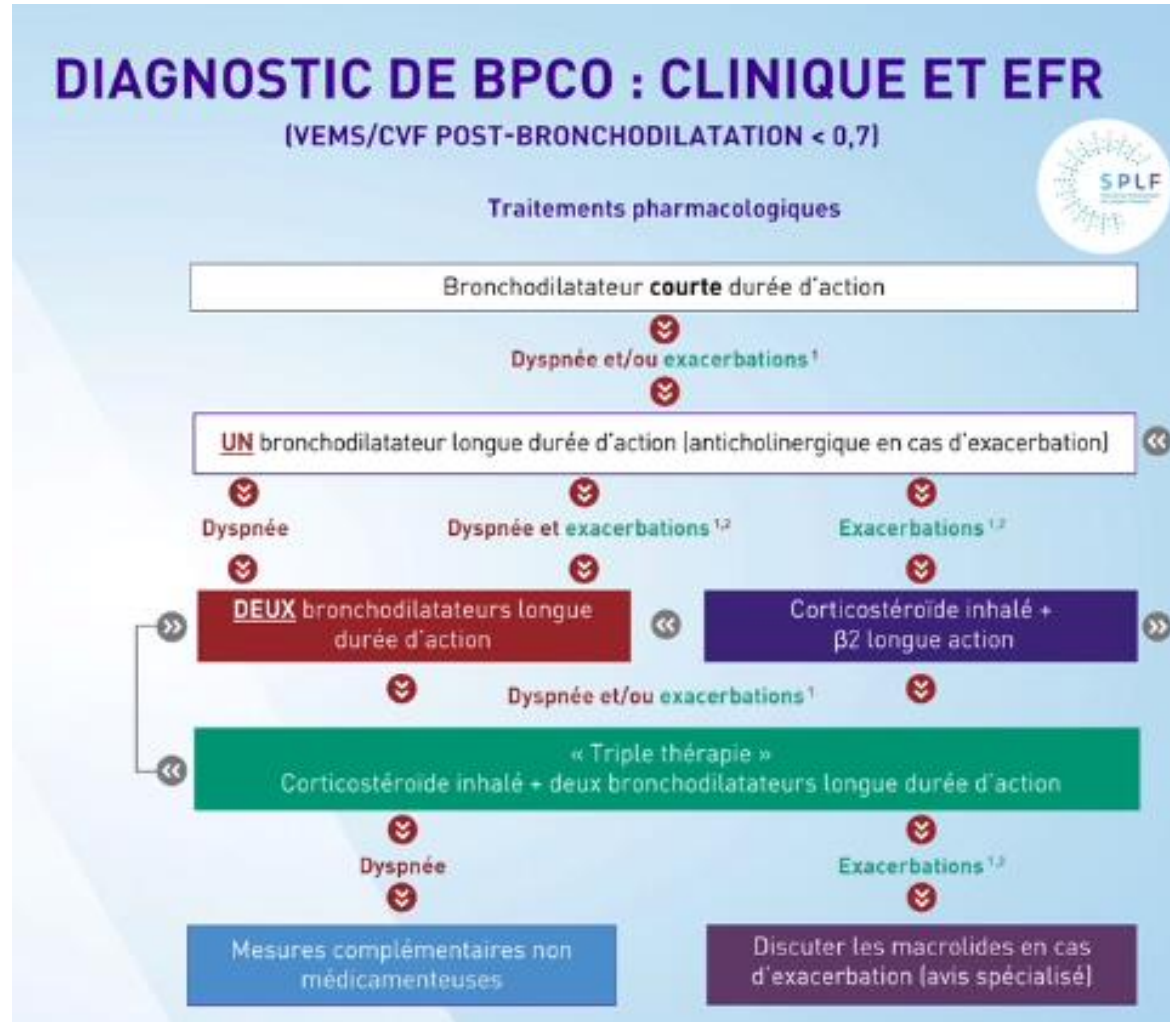 DIAGNOSTIC DE BPCO : CLINIQUE ET EFR
(VEMS/CVF POST-BRONCHODILATATION < 0,7)
SPLF
Traitements pharmacologiques
Bronchodilatateur courte durée d'action
Dyspnée et/ou exacerbations ¹
UN bronchodilatateur longue durée d'action (anticholinergique en cas d'exacerbation)
Dyspnée
Dyspnée et exacerbations ¹,²
Exacerbations ¹,²
DEUX bronchodilatateurs longue
durée d'action
Corticostéroïde inhalé +
β2 longue action
Dyspnée et/ou exacerbations ¹
« Triple thérapie »
Corticostéroïde inhalé + deux bronchodilatateurs longue durée d'action
Dyspnée
Exacerbations
Mesures complémentaires non
médicamenteuses
Discuter les macrolides en cas
d'exacerbation (avis spécialisé)